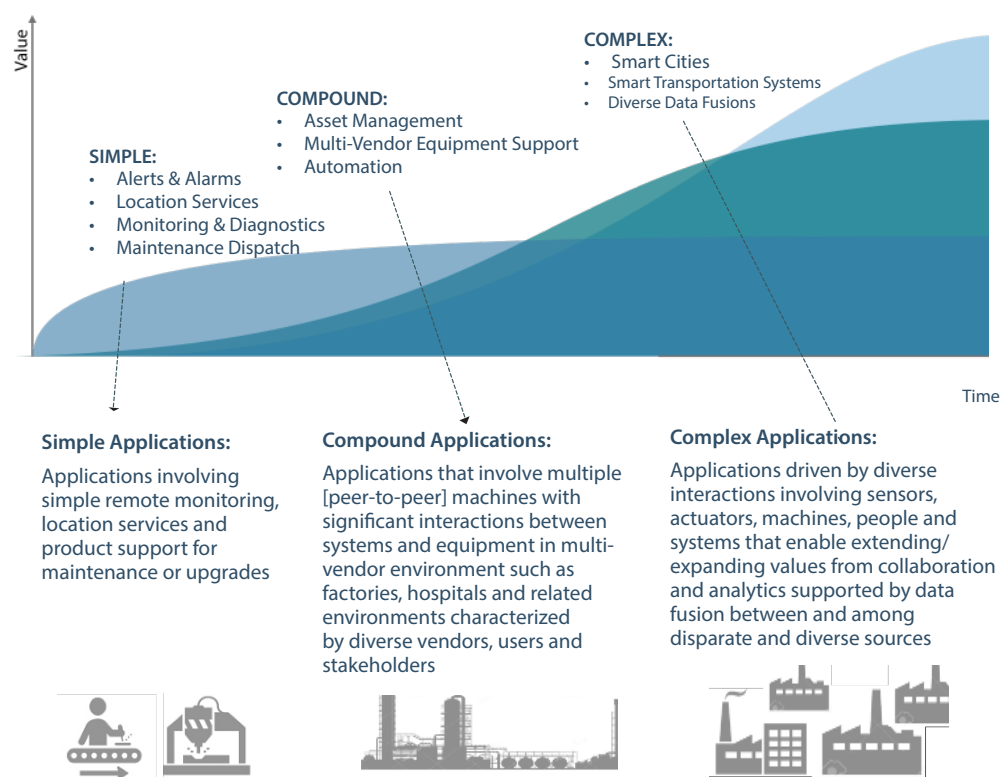 Value
COMPLEX:
• Smart Cities
• Smart Transportation Systems
• Diverse Data Fusions
COMPOUND:
• Asset Management
• Multi-Vendor Equipment Support
• Automation
SIMPLE:
• Alerts & Alarms
• Location Services
• Monitoring & Diagnostics
• Maintenance Dispatch
Time
Simple Applications:
Applications involving
simple remote monitoring,
location services and
product support for
maintenance or upgrades
Compound Applications:
Applications that involve multiple
[peer-to-peer] machines with
significant interactions between
systems and equipment in multi-
vendor environment such as
factories, hospitals and related
environments characterized
by diverse vendors, users and
stakeholders
Complex Applications:
Applications driven by diverse
interactions involving sensors,
actuators, machines, people and
systems that enable extending/
expanding values from collaboration
and analytics supported by data
fusion between and among
disparate and diverse sources